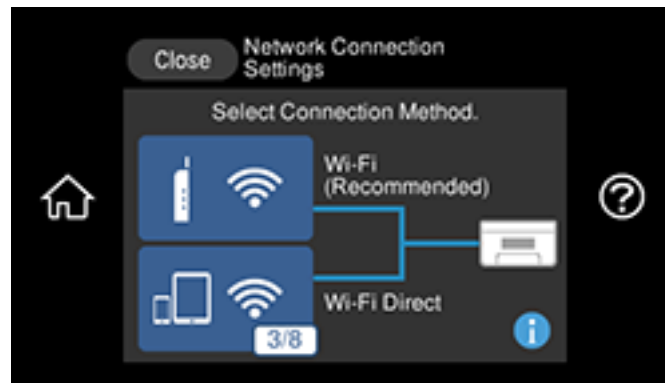 Close
Network Connection
Settings
Select Connection Method.
Wi-Fi
(Recommended)
Wi-Fi Direct
3/8
i
?